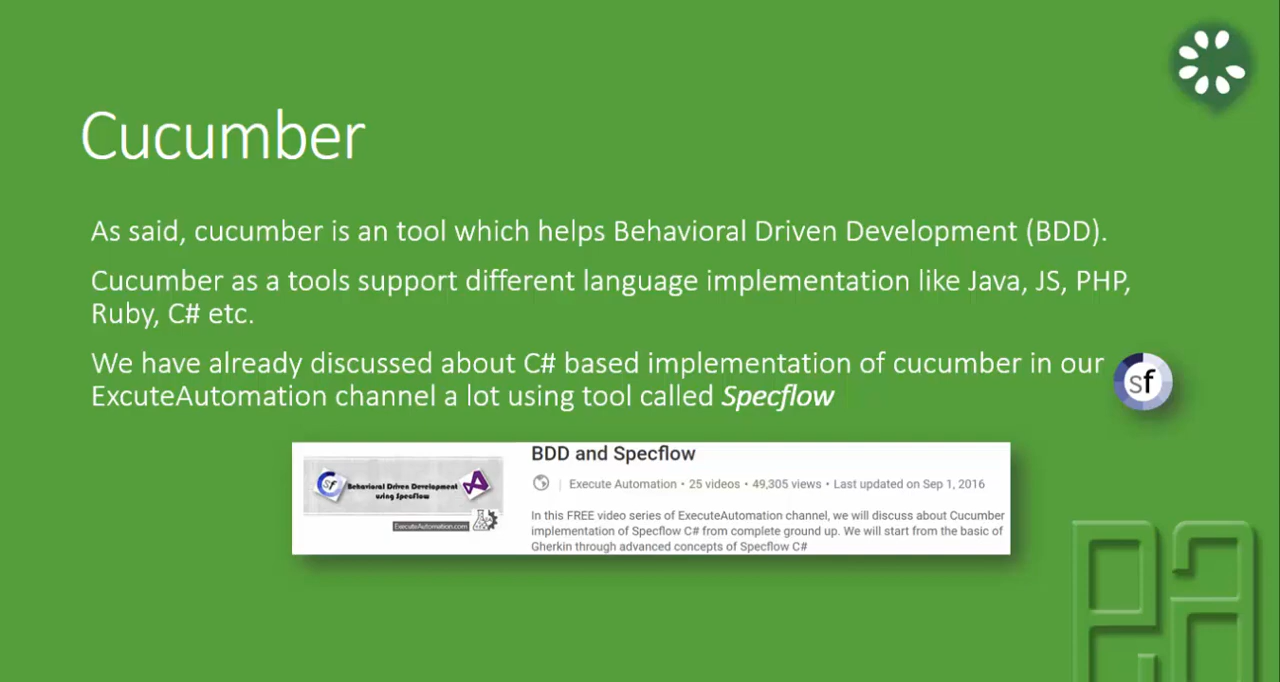 Cucumber
As said, cucumber is an tool which helps Behavioral Driven Development (BDD).
Cucumber as a tools support different language implementation like Java, JS, PHP,
Ruby, C# etc.
We have already discussed about C# based implementation of cucumber in our
ExcuteAutomation channel a lot using tool called Specflow
sf
BDD and Specflow
sf
Behavioral Driven Development
using Specflow
ExecuteAutomation.com
Execute Automation • 25 videos • 49,305 views • Last updated on Sep 1, 2016
In this FREE video series of ExecuteAutomation channel, we will discuss about Cucumber
implementation of Specflow C# from complete ground up. We will start from the basic of
Gherkin through advanced concepts of Specflow C#
ea